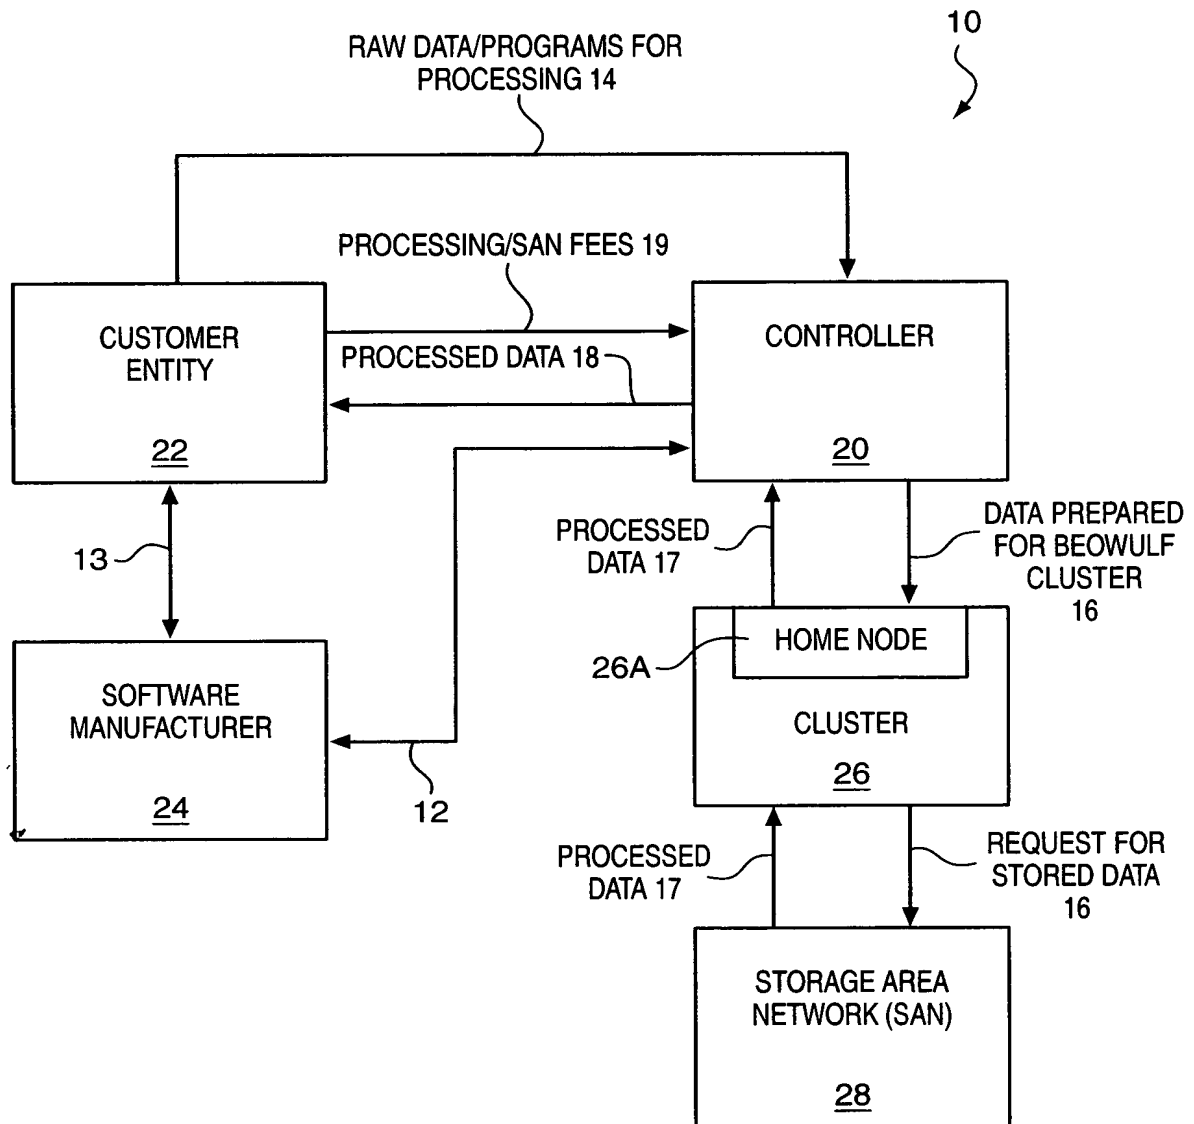 10
RAW DATA/PROGRAMS FOR
PROCESSING 14
PROCESSING/SAN FEES 19
CUSTOMER
ENTITY
22
PROCESSED DATA 18
CONTROLLER
20
13
PROCESSED
DATA 17
DATA PREPARED
FOR BEOWULF
CLUSTER
16
SOFTWARE
MANUFACTURER
24
12
26A
HOME NODE
CLUSTER
26
PROCESSED
DATA 17
REQUEST FOR
STORED DATA
16
STORAGE AREA
NETWORK (SAN)
28